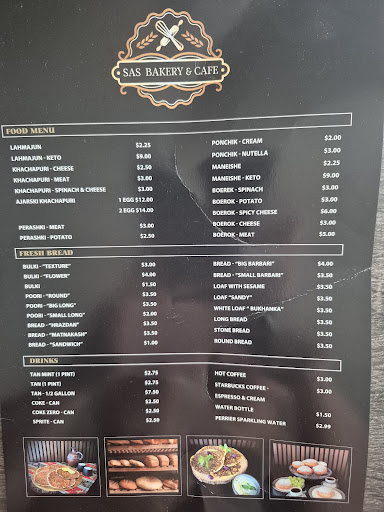 SAS BAKERY & CAFE
FOOD MENU
LAHMAJUN $2.25
LAHMAJUN - KETO $9.00
KHACHAPURI - CHEESE $2.50
KHACHAPURI - MEAT $3.00
KHACHAPURI - SPINACH & CHEESE $3.00
AJARSKI KHACHAPURI 1 EGG $12.00
2 EGG $14.00
PERASHKI - MEAT $3.00
PERASHKI - POTATO $2.50
PONCHIK - CREAM $2.00
PONCHIK - NUTELLA $3.00
MANEISHE $2.25
MANEISHE - KETO $9.00
BOEREK - SPINACH $3.00
BOEREK - POTATO $3.00
BOEREK - SPICY CHEESE $6.00
BOEREK - CHEESE $3.00
BOEREK - MEAT $5.00
FRESH BREAD
BULKI - "TEXTURE" $3.00
BULKI - "FLOWER" $4.00
BULKI $1.50
POORI - "ROUND" $3.50
POORI - "BIG LONG" $3.50
POORI - "SMALL LONG" $2.00
BREAD - "HRAZDAN" $3.50
BREAD - "MATNAKASH" $3.50
BREAD - "SANDWICH" $1.00
BREAD - "BIG BARBARI" $4.00
BREAD - "SMALL BARBARI" $3.50
LOAF WITH SESAME $3.50
LOAF "SANDY" $3.50
WHITE LOAF " BUKHANKA" $3.50
LONG BREAD $3.50
STONE BREAD $3.50
ROUND BREAD $3.50
DRINKS
TAN MINT (1 PINT) $2.75
TAN (1 PINT) $2.75
TAN - 1/2 GALLON $7.50
COKE - CAN $2.50
COKE ZERO - CAN $2.50
SPRITE - CAN $2.50
HOT COFFEE $3.00
STARBUCKS COFFEE - $3.00
ESPRESSO & CREAM
WATER BOTTLE $1.50
PERRIER SPARKLING WATER $2.99